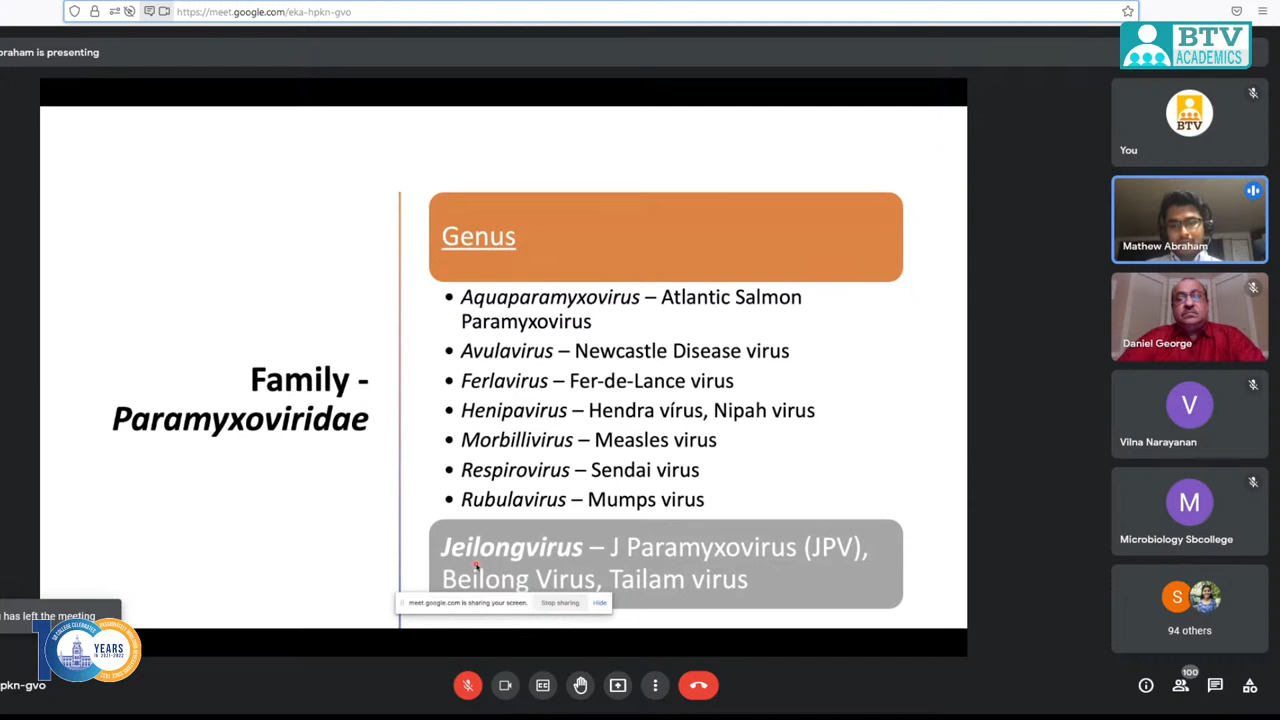 https://meet.google.com/eka-hpkn-gvo
braham is presenting
BTV
ACADEMICS
BTV
You
Mathew Abraham
Daniel George
V
Vilna Narayanan
M
Microbiology Sbcollege
S
94 others
Genus
• Aquaparamyxovirus – Atlantic Salmon
Paramyxovirus
• Avulavirus – Newcastle Disease virus
• Ferlavirus – Fer-de-Lance virus
• Henipavirus – Hendra vírus, Nipah virus
• Morbillivirus – Measles virus
• Respirovirus – Sendai virus
• Rubulavirus – Mumps virus
Family -
Paramyxoviridae
Jeilongvirus – J Paramyxovirus (JPV),
Beilong Virus, Tailam virus
meet.google.com is sharing your screen.
Stop sharing
Hide
has left the meeting
YEARS
IN 2021-2022
pkn-gvo
100